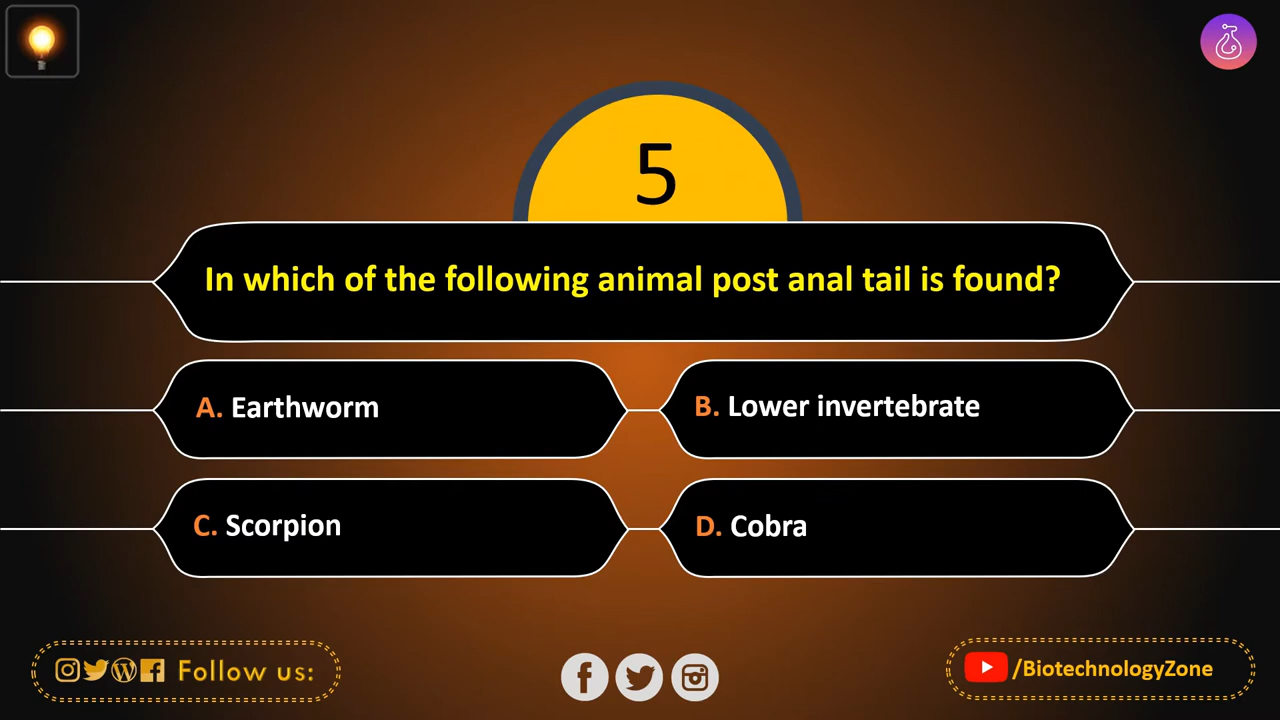 5
In which of the following animal post anal tail is found?
A. Earthworm
B. Lower invertebrate
C. Scorpion
D. Cobra
Follow us:
/BiotechnologyZone